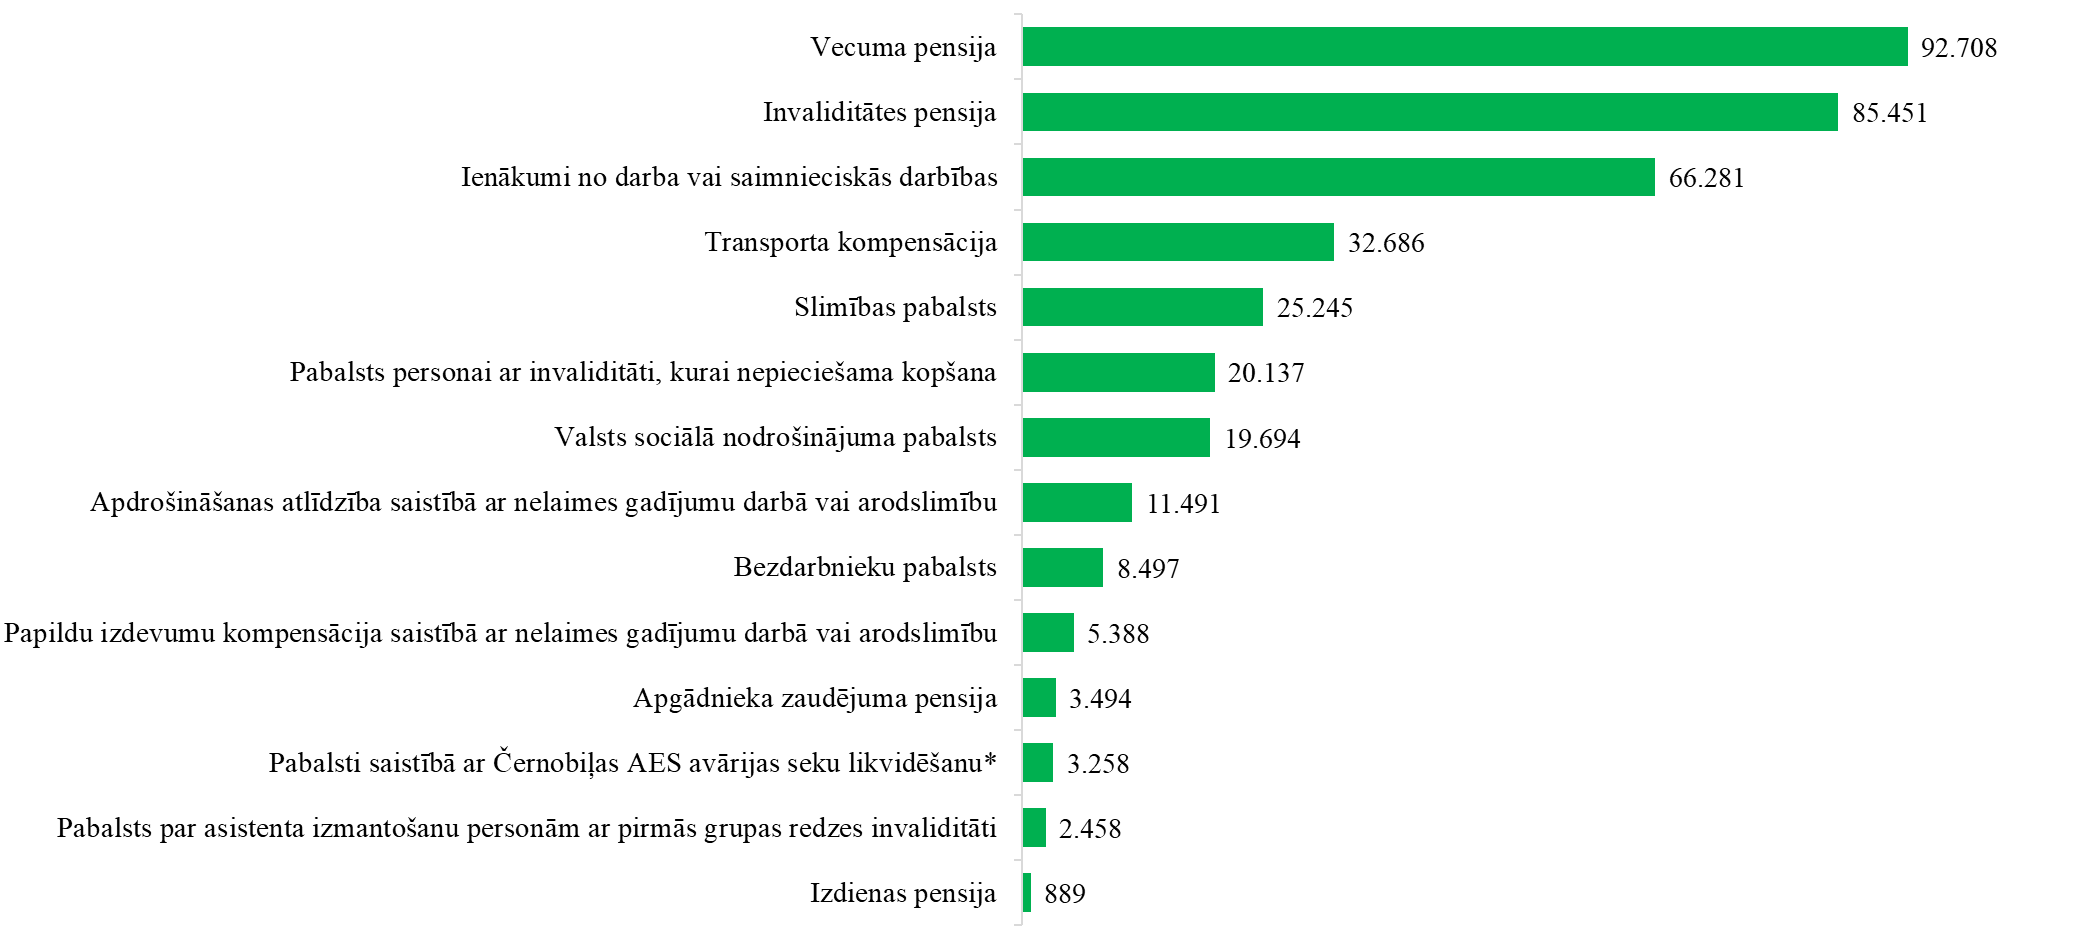 Vecuma pensija 92.708
Invaliditātes pensija 85.451
Ienākumi no darba vai saimnieciskās darbības 66.281
Transporta kompensācija 32.686
Slimības pabalsts 25.245
Pabalsts personai ar invaliditāti, kurai nepieciešama kopšana 20.137
Valsts sociālā nodrošinājuma pabalsts 19.694
Apdrošināšanas atlīdzība saistībā ar nelaimes gadījumu darbā vai arodslimību 11.491
Bezdarbnieku pabalsts 8.497
Papildu izdevumu kompensācija saistībā ar nelaimes gadījumu darbā vai arodslimību 5.388
Apgādnieka zaudējuma pensija 3.494
Pabalsti saistībā ar Černobiļas AES avārijas seku likvidēšanu* 3.258
Pabalsts par asistenta izmantošanu personām ar pirmās grupas redzes invaliditāti 2.458
Izdienas pensija 889